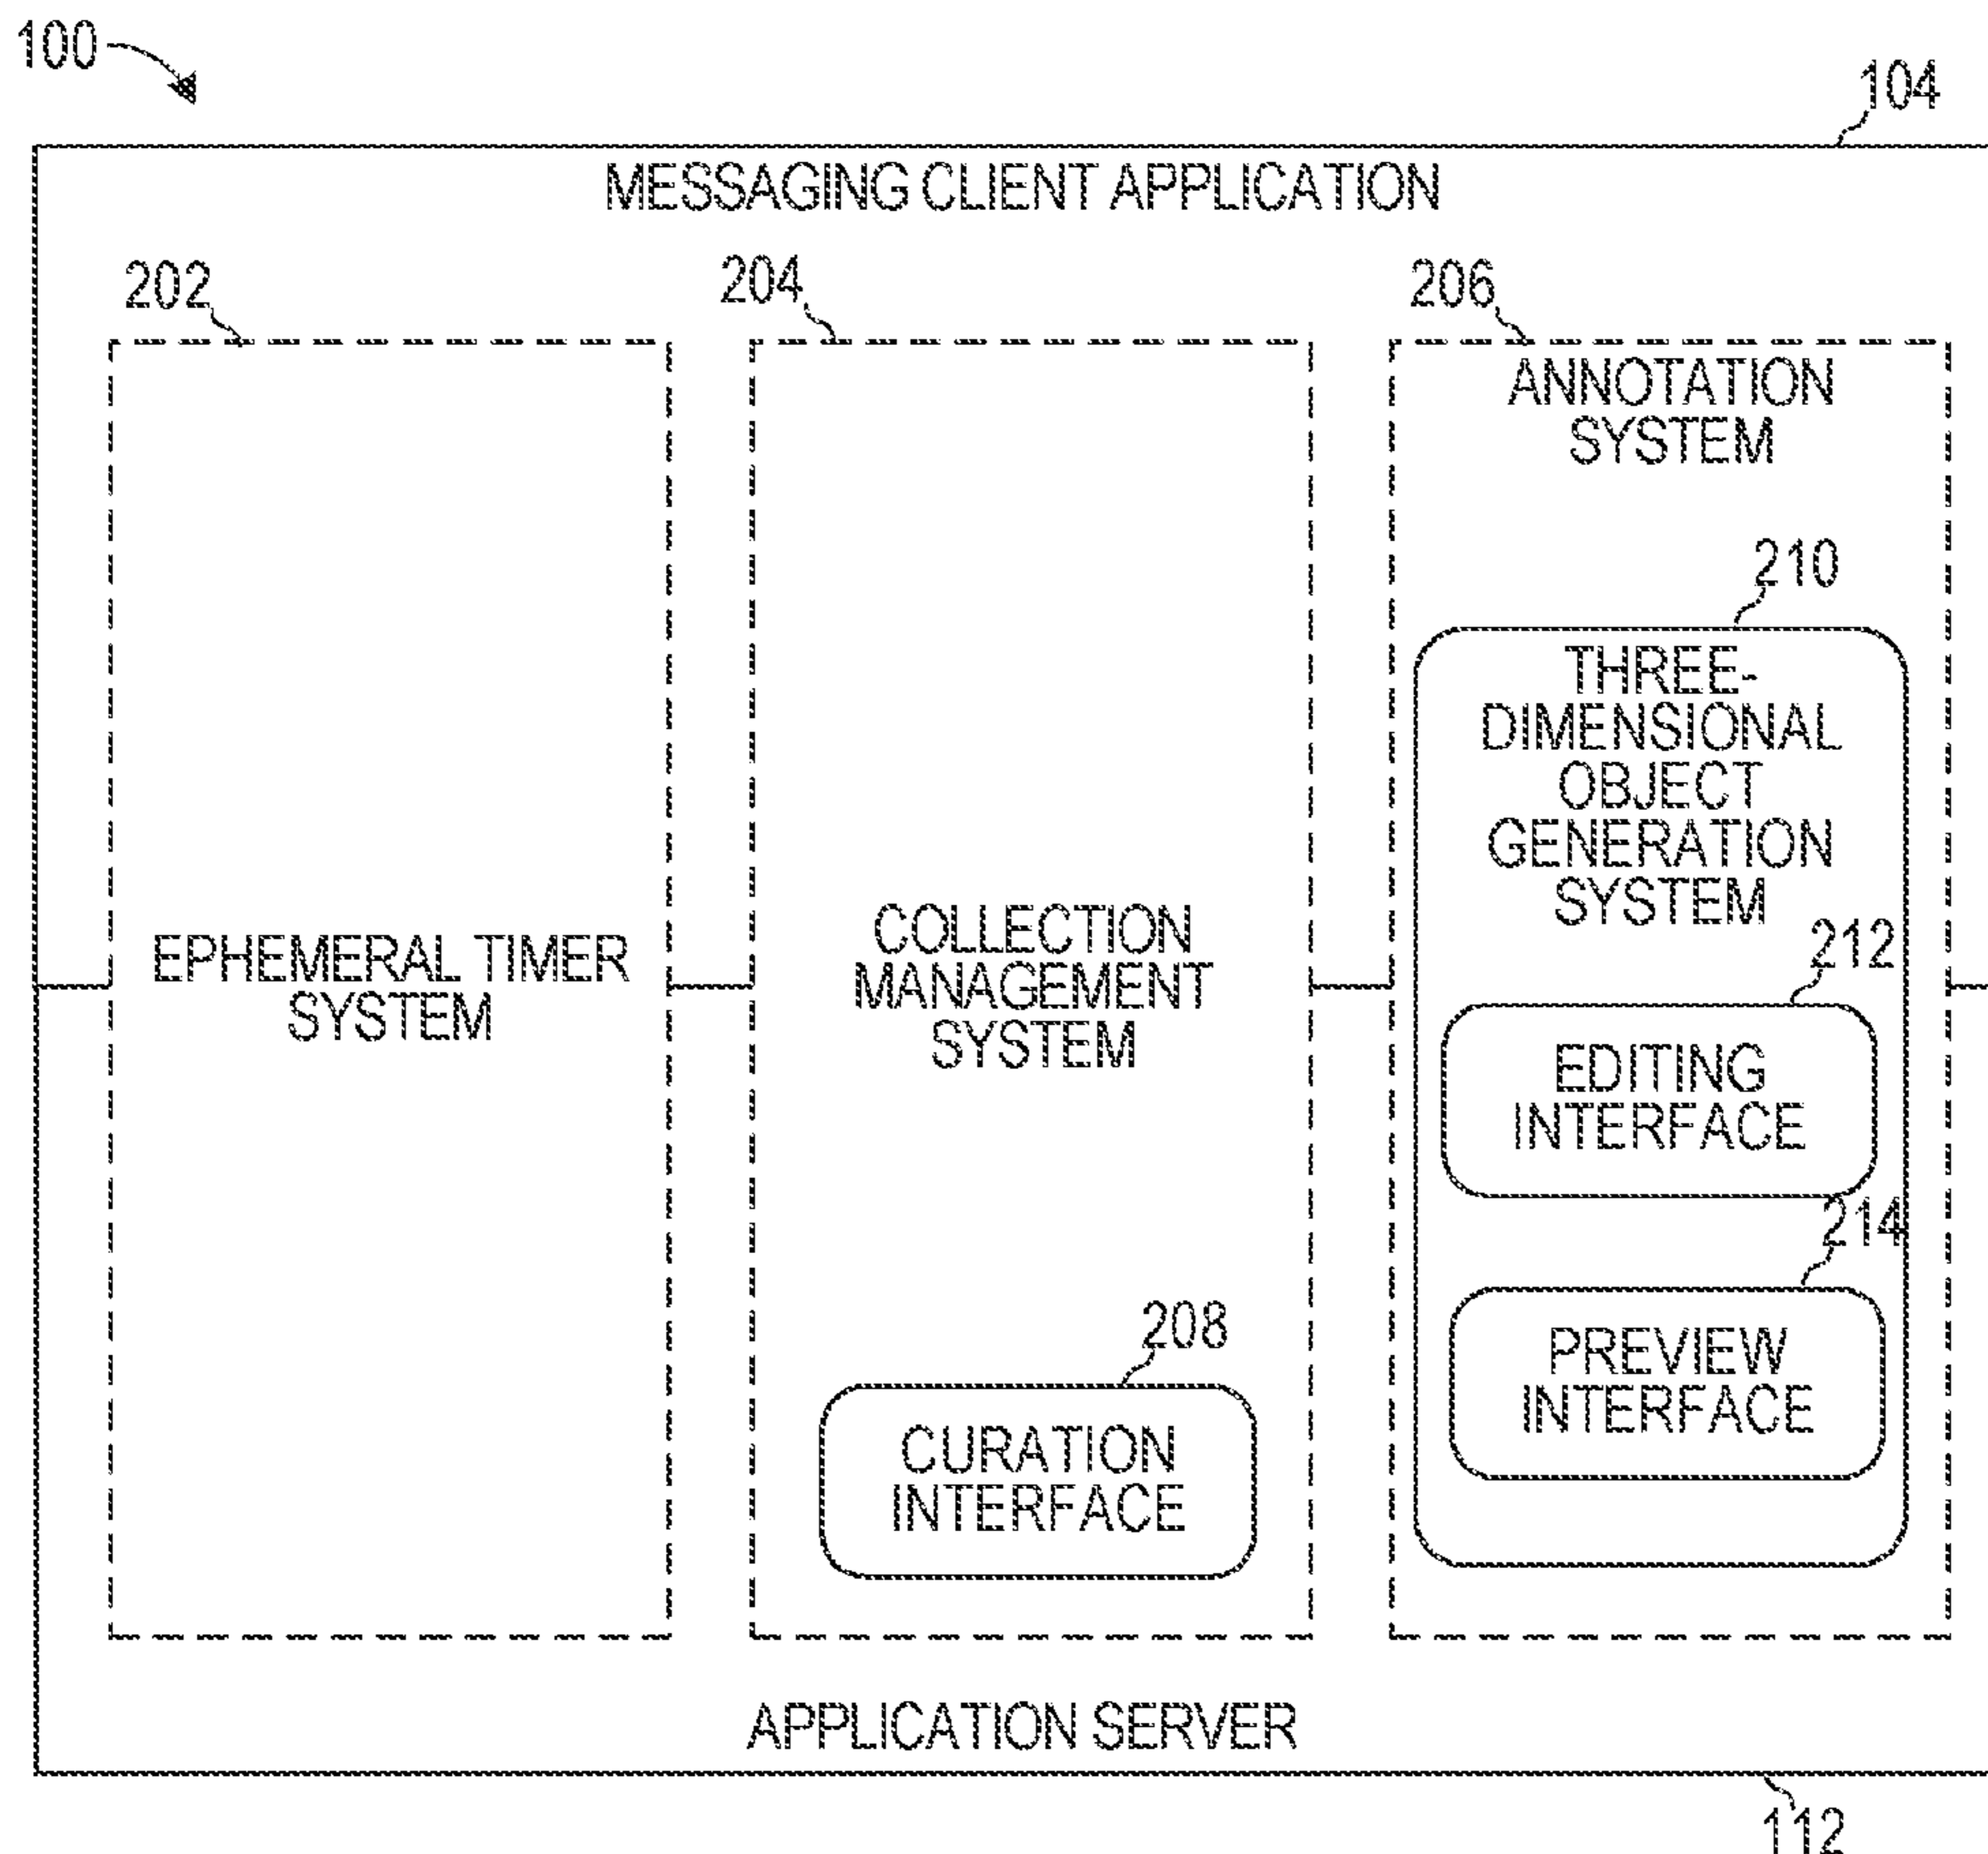 100
104
MESSAGING CLIENT APPLICATION
202
204
206
EPHEMERAL TIMER
SYSTEM
COLLECTION
MANAGEMENT
SYSTEM
208
CURATION
INTERFACE
ANNOTATION
SYSTEM
210
THREE-
DIMENSIONAL
OBJECT
GENERATION
SYSTEM
212
EDITING
INTERFACE
214
PREVIEW
INTERFACE
APPLICATION SERVER
112